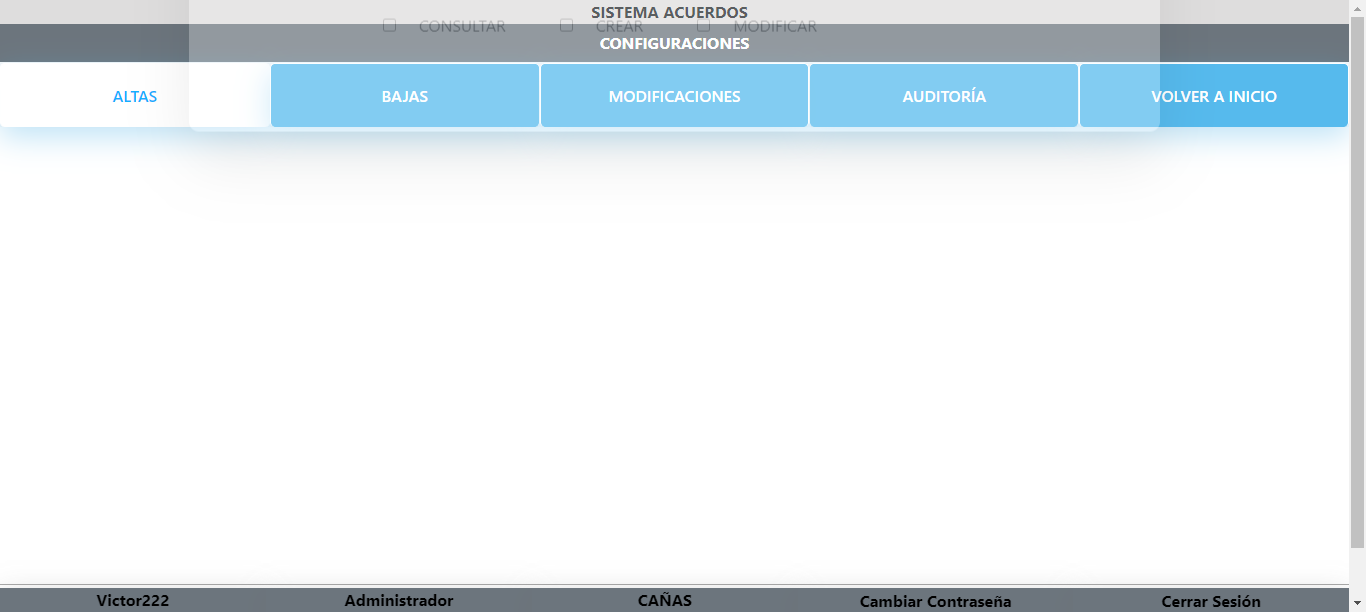 SISTEMA ACUERDOS
CONSULTAR CREAR MODIFICAR
CONFIGURACIONES
ALTAS BAJAS MODIFICACIONES AUDITORÍA VOLVER A INICIO
Victor222 Administrador CAÑAS Cambiar Contraseña Cerrar Sesión